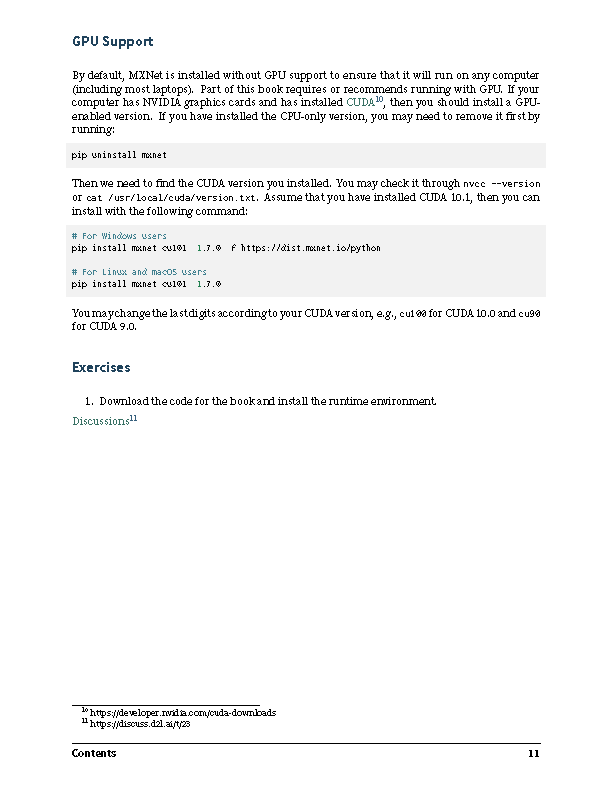 GPU Support
By default, MXNet is installed without GPU support to ensure that it will run on any computer
(including most laptops). Part of this book requires or recommends running with GPU. If your
computer has NVIDIA graphics cards and has installed CUDA10, then you should install a GPU-
enabled version. If you have installed the CPU-only version, you may need to remove it first by
running:
pip uninstall mxnet
Then we need to find the CUDA version you installed. You may check it through nvcc --version
or cat /usr/local/cuda/version.txt. Assume that you have installed CUDA 10.1, then you can
install with the following command:
# For Windows users
pip install mxnet cu101 1.7.0 f https://dist.mxnet.io/python
# For Linux and macOS users
pip install mxnet cu101 1.7.0
You may change the last digits according to your CUDA version, e.g., cu100 for CUDA 10.0 and cu90
for CUDA 9.0.
Exercises
1. Download the code for the book and install the runtime environment.
Discussions11
10 https://developer.nvidia.com/cuda-downloads
11 https://discuss.d2l.ai/t/23
Contents 11